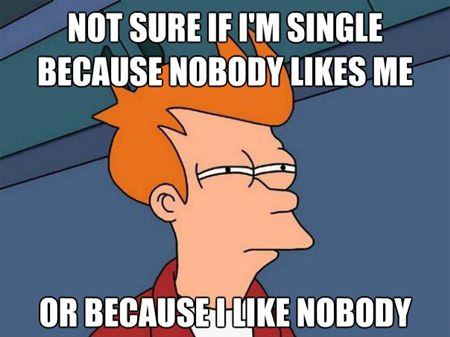 NOT SURE IF I'M SINGLE
BECAUSE NOBODY LIKES ME
OR BECAUSE I LIKE NOBODY